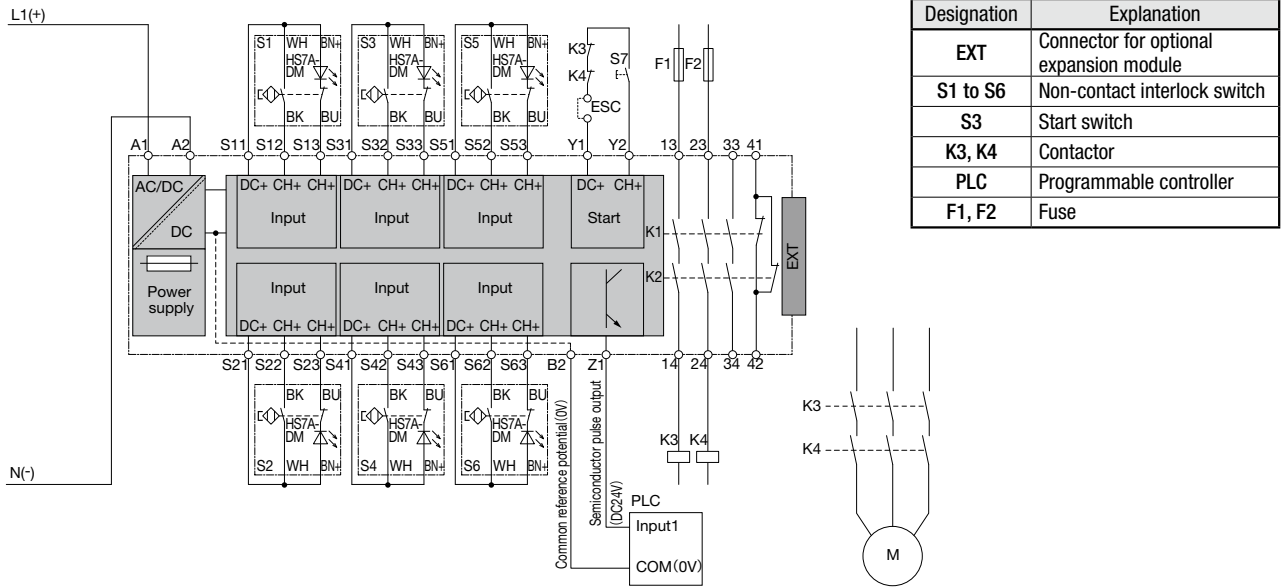 L1(+)
S1 WH BN+
HS7A-
DM
BK BU
S3 WH BN+
HS7A-
DM
BK BU
S5 WH BN+
HS7A-
DM
BK BU
K3
K4
S7
ESC
F1 F2
A1 A2 S11 S12 S13 S31 S32 S33 S51 S52 S53 Y1 Y2 13 23 33 41
AC/DC
DC
Power
supply
DC+ CH+ CH+ DC+ CH+ CH+ DC+ CH+ CH+ DC+ CH+
Input Input Input Start
K1
K2
EXT
Input Input Input
DC+ CH+ CH+ DC+ CH+ CH+ DC+ CH+ CH+
S21 S22 S23 S41 S42 S43 S61 S62 S63 B2 Z1 14 24 34 42
BK BU
HS7A-
DM
S2 WH BN+
BK BU
HS7A-
DM
S4 WH BN+
BK BU
HS7A-
DM
S6 WH BN+
N(-)
Common reference potential(0V)
Semiconductor pulse output
(DC24V)
K3 K4
PLC
Input1
COM(0V)
K3
K4
M
Designation Explanation
EXT Connector for optional
expansion module
S1 to S6 Non-contact interlock switch
S3 Start switch
K3, K4 Contactor
PLC Programmable controller
F1, F2 Fuse